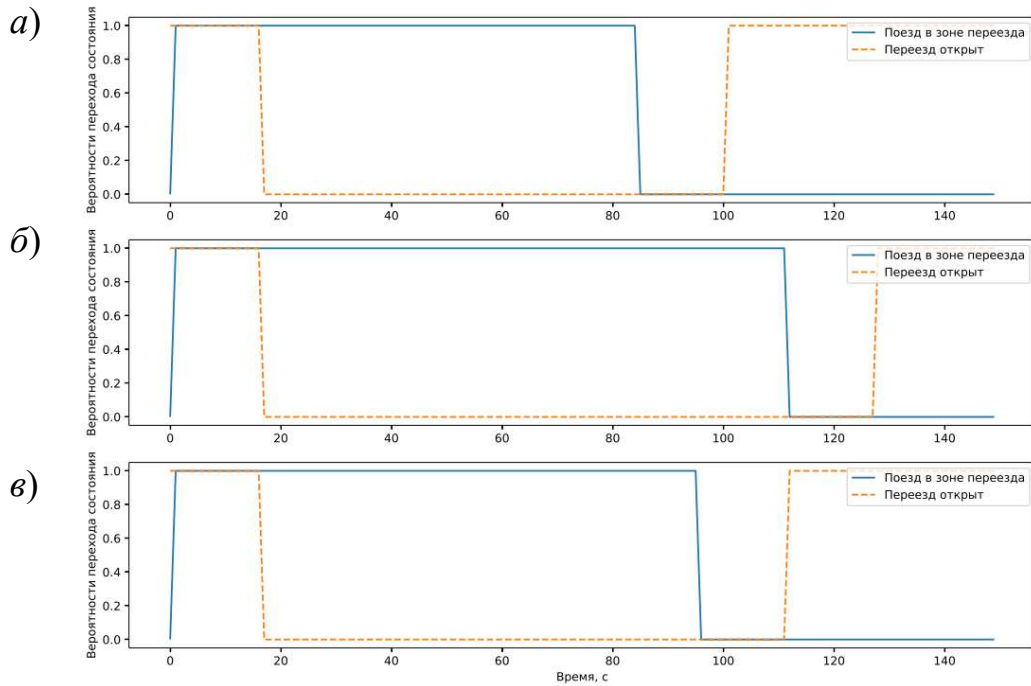 а)
Вероятности перехода состояния
1.0
0.8
0.6
0.4
0.2
0.0
Поезд в зоне переезда
Переезд открыт
0 20 40 60 80 100 120 140
б)
Вероятности перехода состояния
1.0
0.8
0.6
0.4
0.2
0.0
Поезд в зоне переезда
Переезд открыт
0 20 40 60 80 100 120 140
в)
Вероятности перехода состояния
1.0
0.8
0.6
0.4
0.2
0.0
Поезд в зоне переезда
Переезд открыт
0 20 40 60 80 100 120 140
Время, с